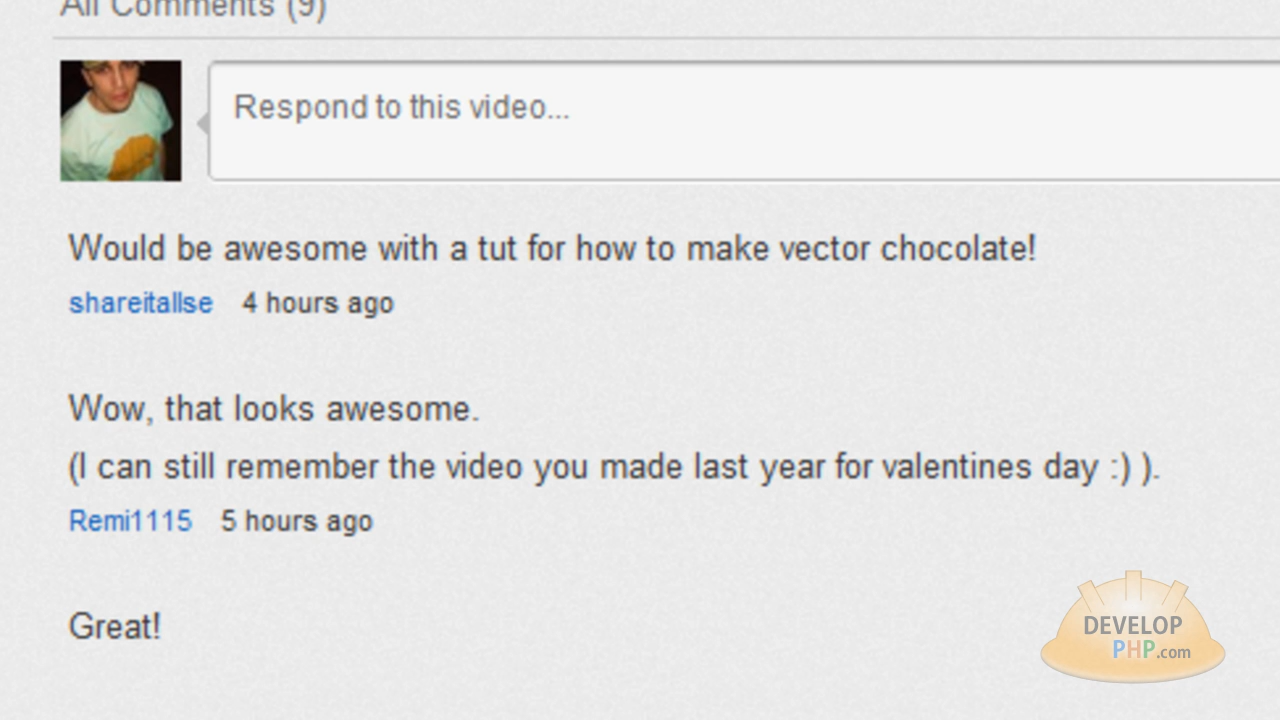 All Comments (9)
Respond to this video...
Would be awesome with a tut for how to make vector chocolate!
shareitallse 4 hours ago
Wow, that looks awesome.
(I can still remember the video you made last year for valentines day :) ).
Remi1115 5 hours ago
Great!
DEVELOP
PHP.com